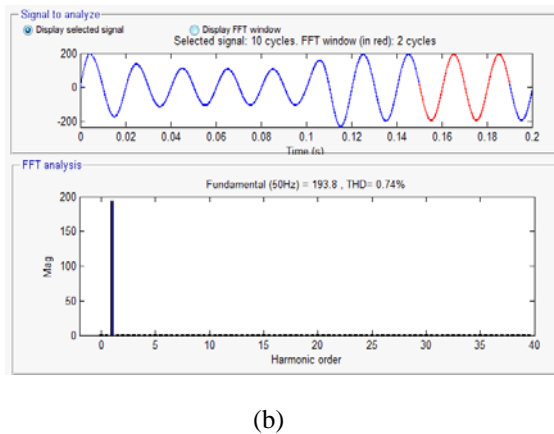 Signal to analyze
Display selected signal Display FFT window
Selected signal: 10 cycles. FFT window (in red): 2 cycles
200
0
-200
0 0.02 0.04 0.06 0.08 0.1 0.12 0.14 0.16 0.18 0.2
Time (s)
FFT analysis
Fundamental (50Hz) = 193.8 , THD= 0.74%
200
150
100
50
0
Mag
0 5 10 15 20 25 30 35 40
Harmonic order
(b)